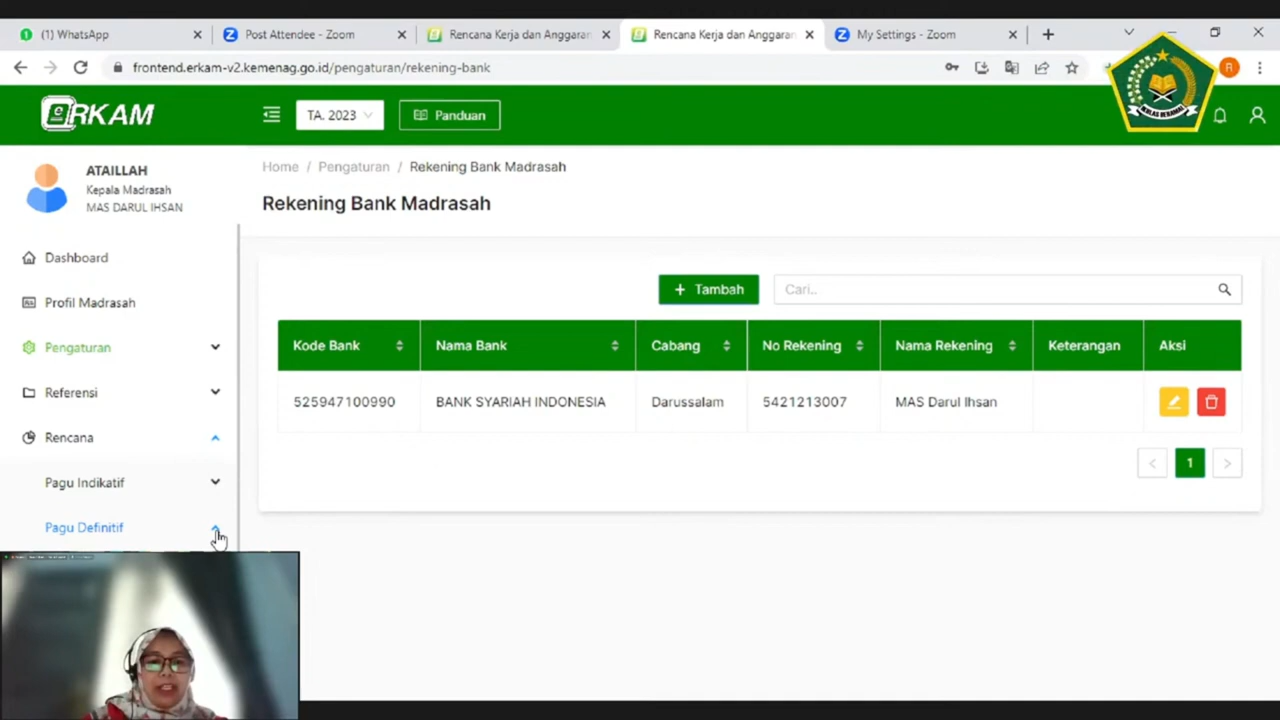 (1) WhatsApp
Post Attendee - Zoom
Rencana Kerja dan Anggaran
Rencana Kerja dan Anggaran
My Settings - Zoom
frontend.erkam-v2.kemenag.go.id/pengaturan/rekening-bank
eRKAM
TA. 2023
Panduan
IKHLAS BERAMAL
ATAILLAH
Kepala Madrasah
MAS DARUL IHSAN
Home / Pengaturan / Rekening Bank Madrasah
Rekening Bank Madrasah
Dashboard
Profil Madrasah
Pengaturan
Referensi
Rencana
Pagu Indikatif
Pagu Definitif
+ Tambah
Cari..
Kode Bank Nama Bank Cabang No Rekening Nama Rekening Keterangan Aksi
525947100990 BANK SYARIAH INDONESIA Darussalam 5421213007 MAS Darul Ihsan
< 1 >